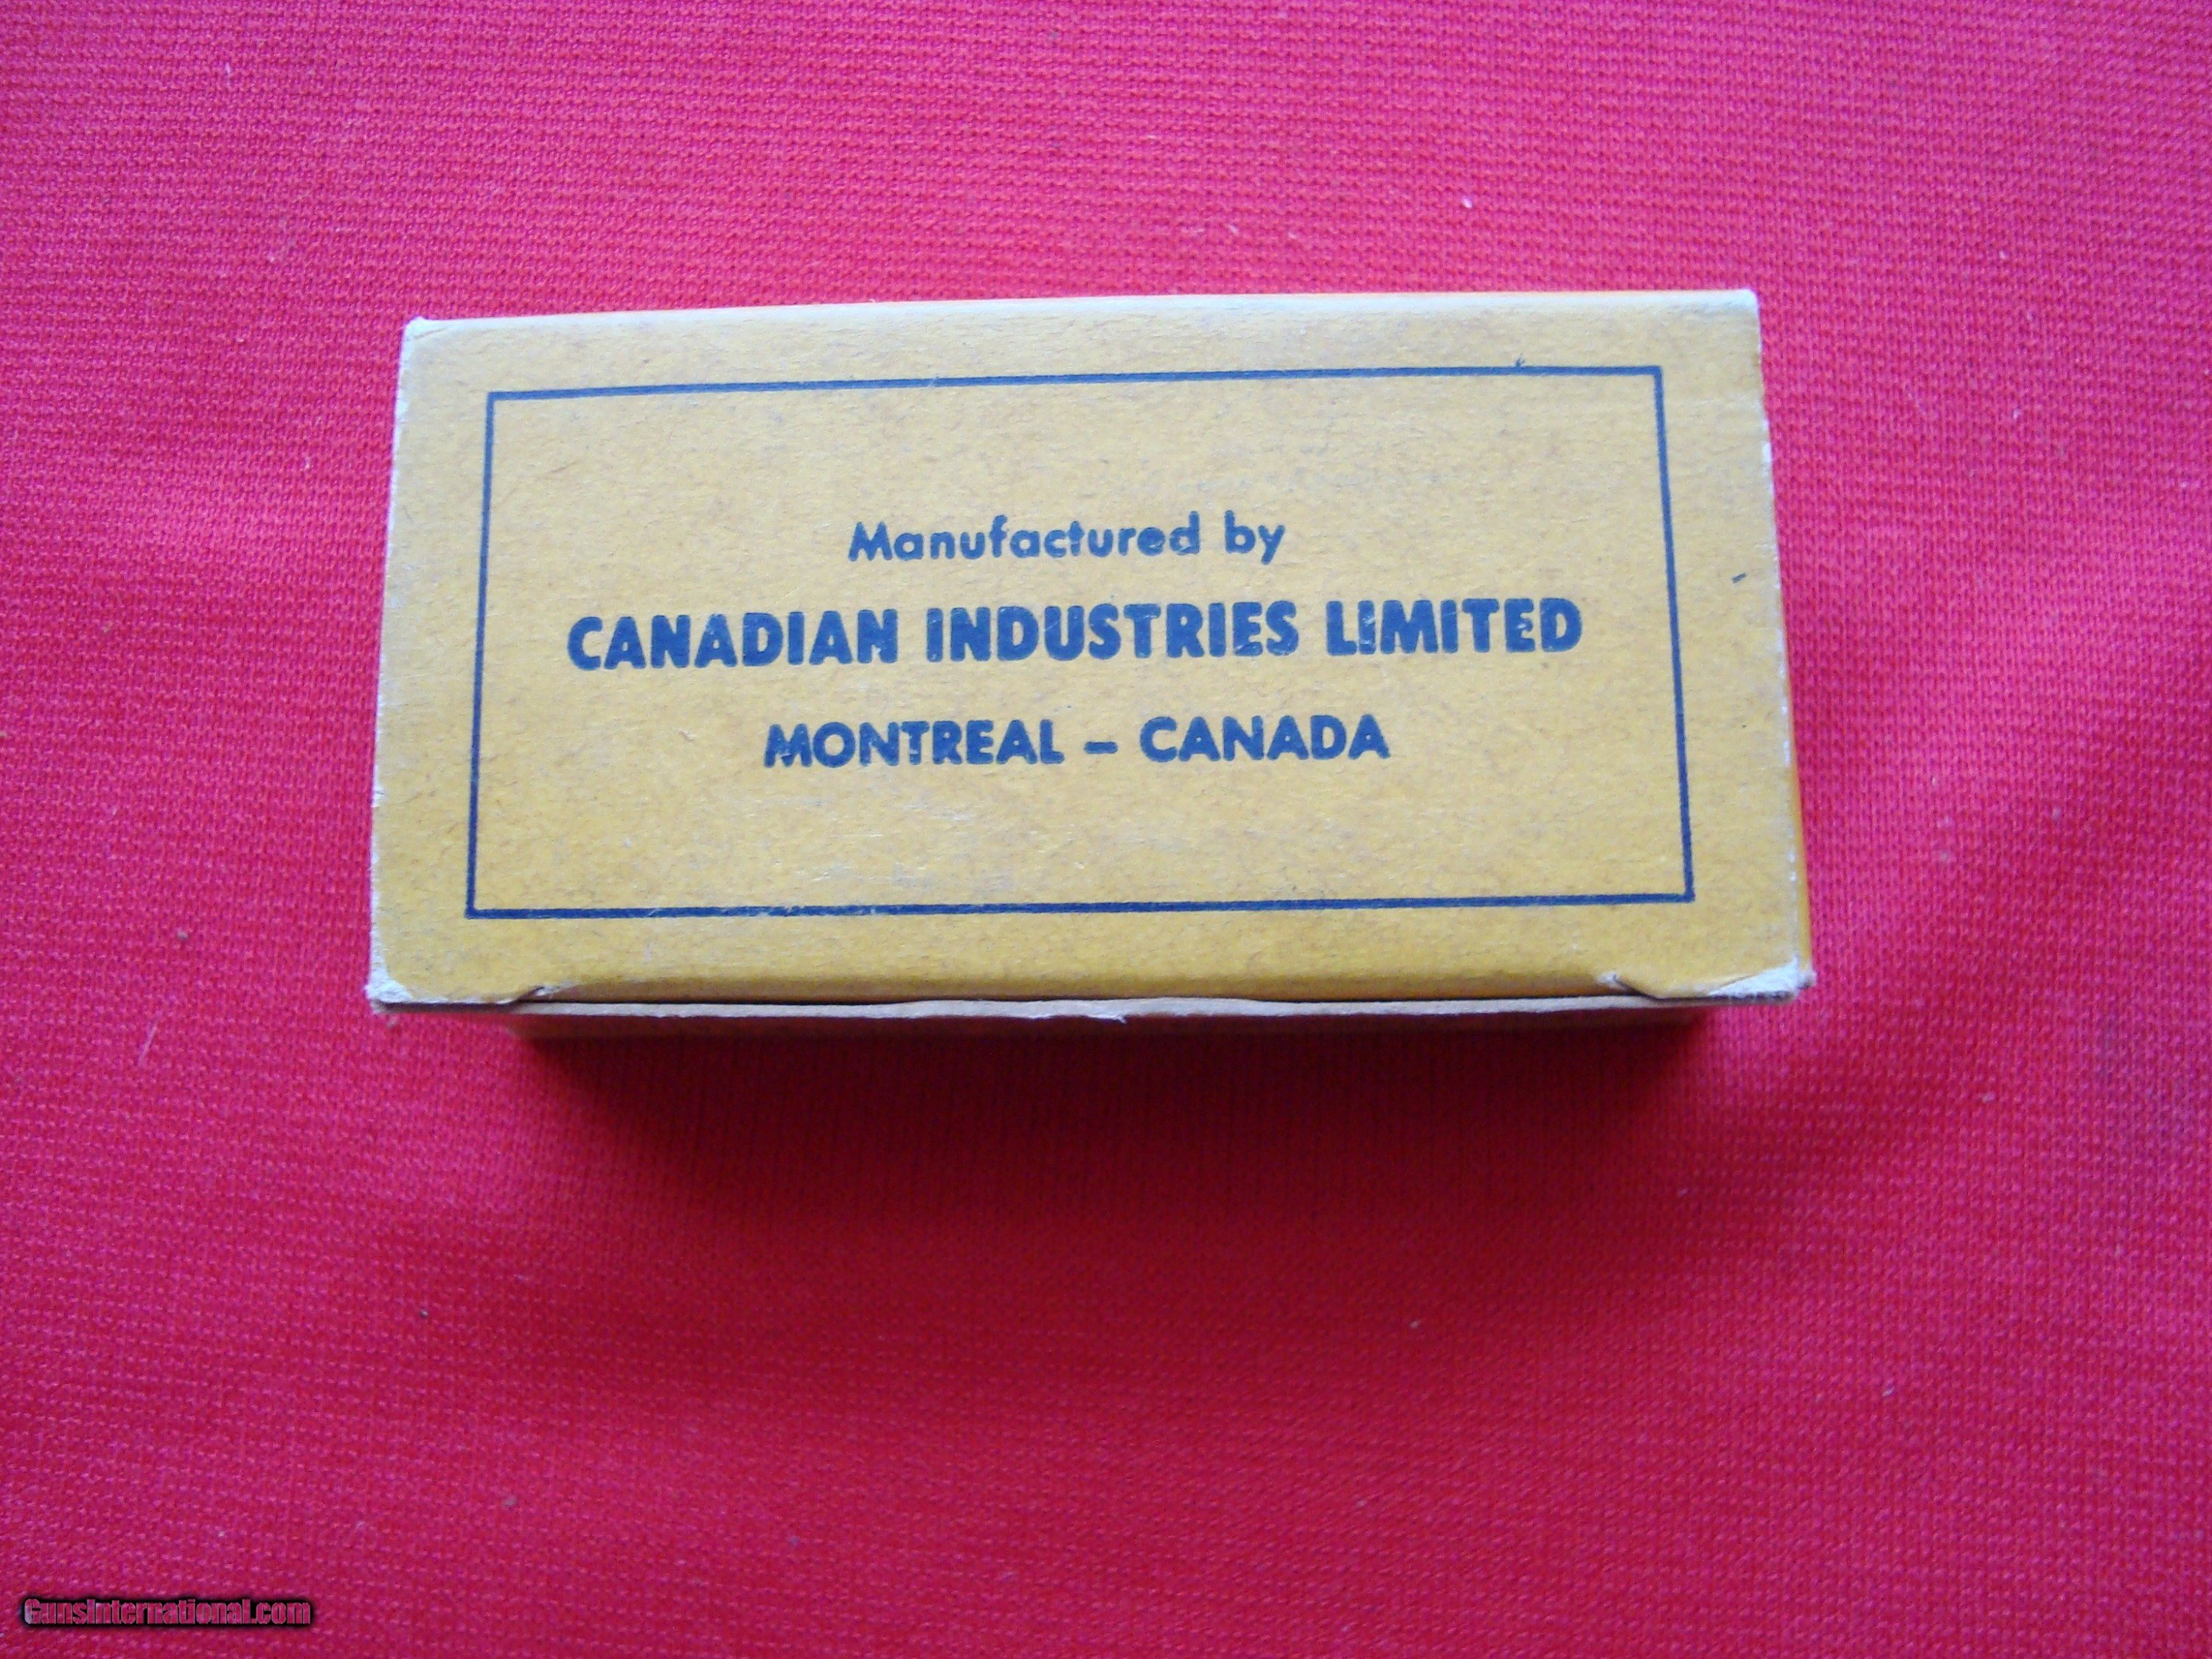 Manufactured by
CANADIAN INDUSTRIES LIMITED
MONTREAL – CANADA
GunsInternational.com